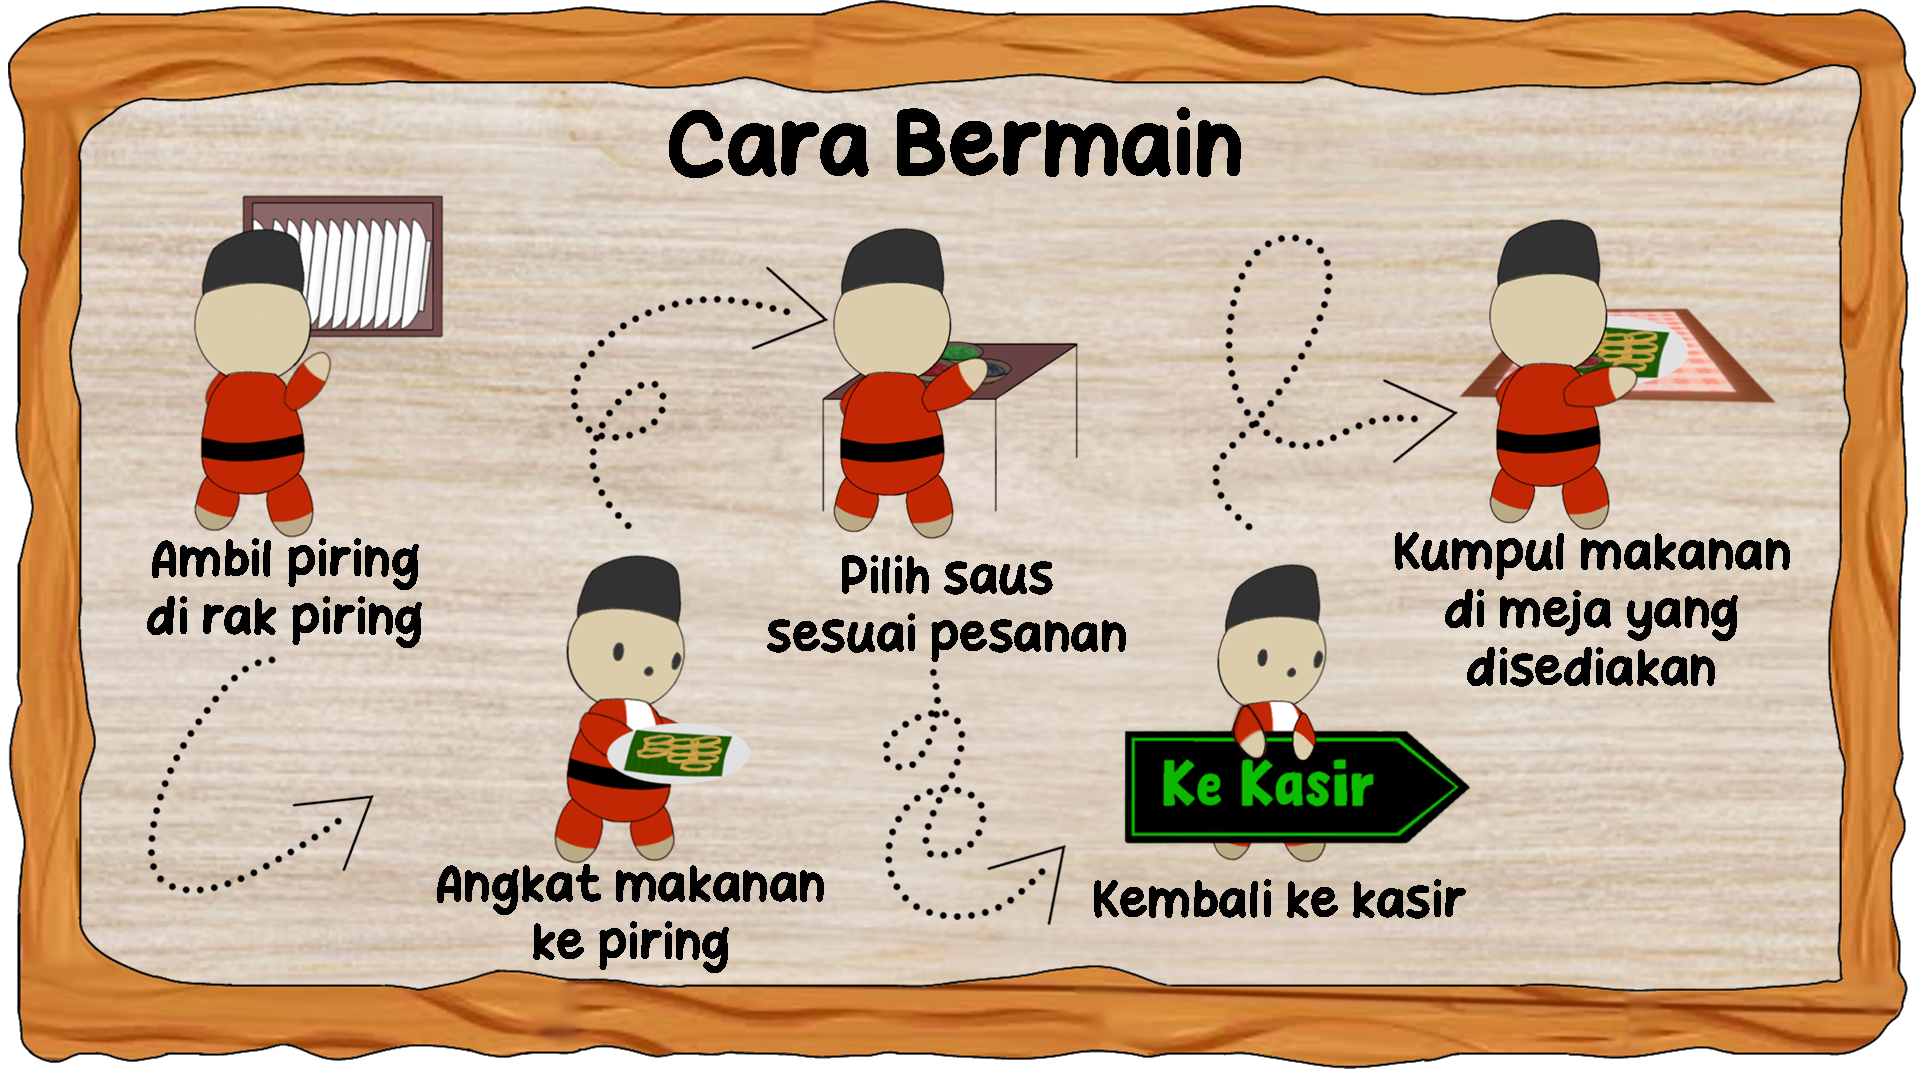 Cara Bermain
Ambil piring
di rak piring
Angkat makanan
ke piring
Pilih saus
sesuai pesanan
Ke Kasir
Kembali ke kasir
Kumpul makanan
di meja yang
disediakan